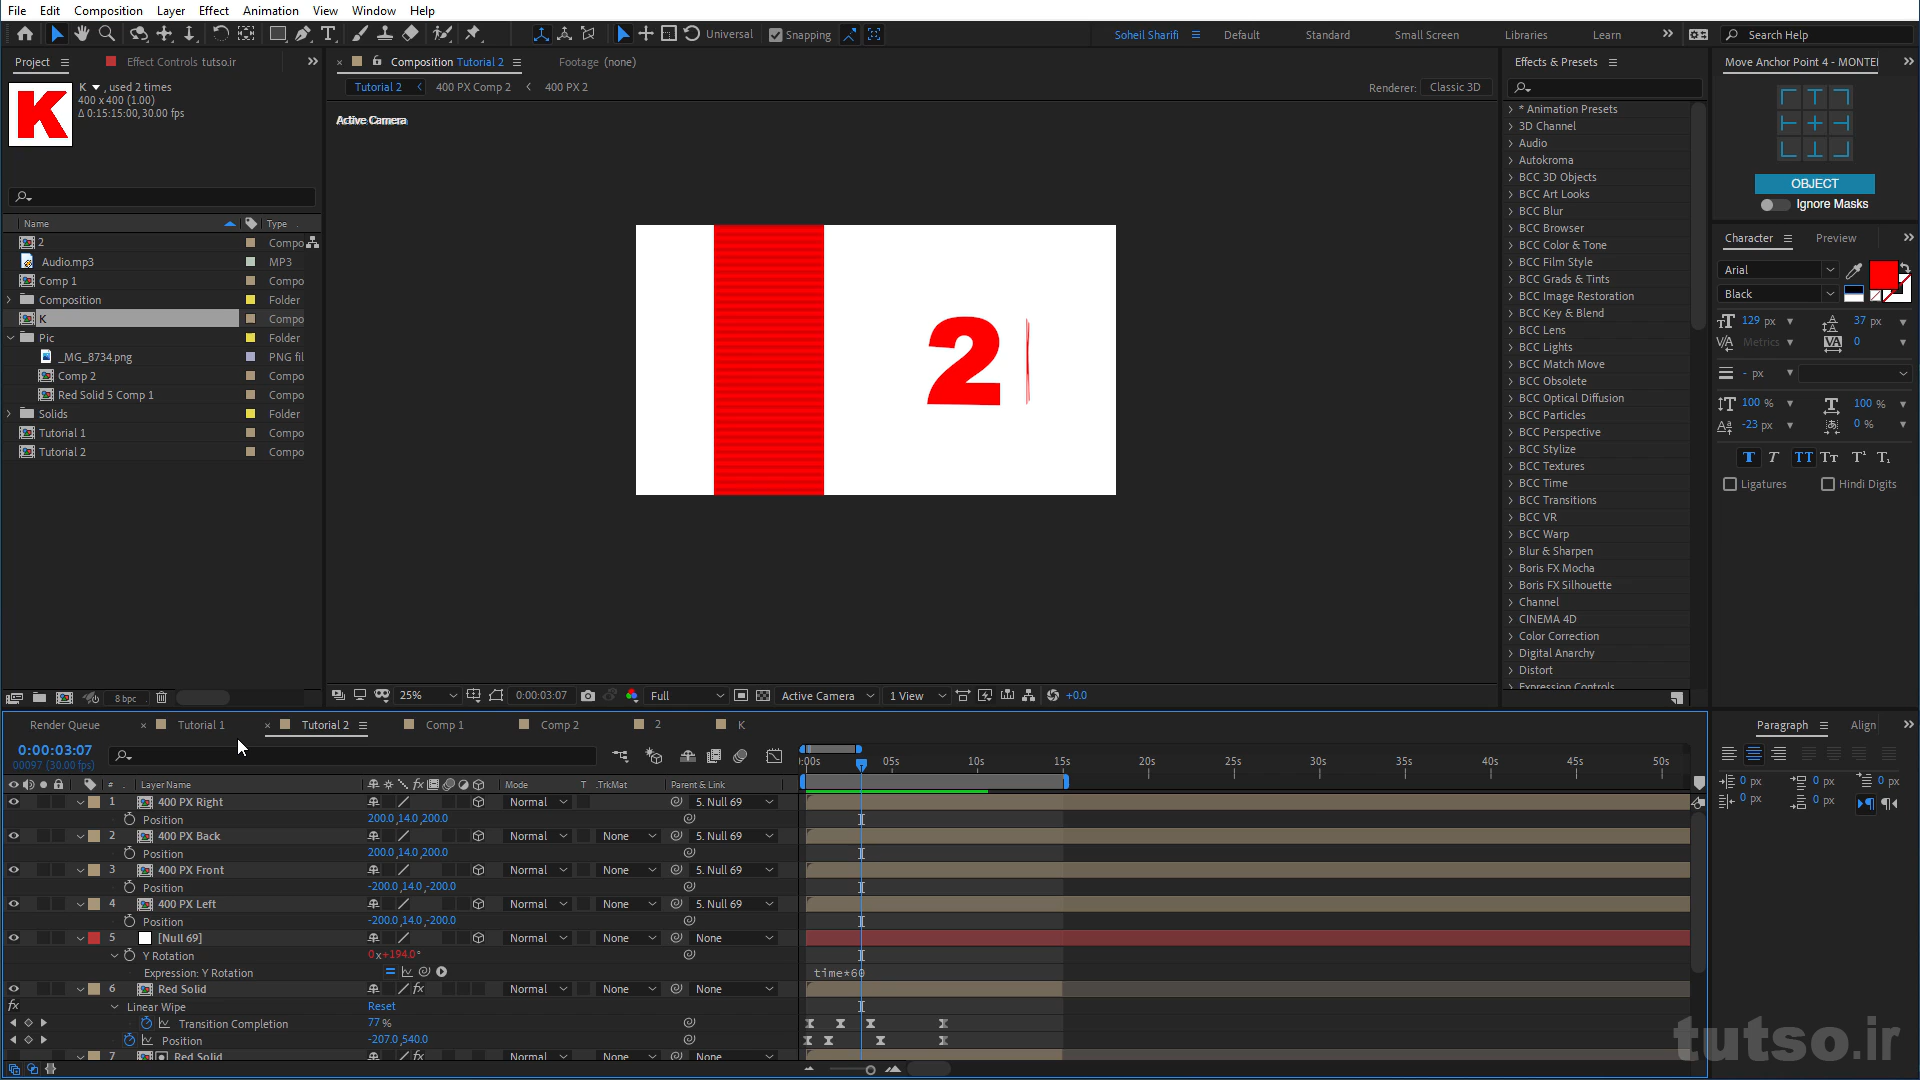 File Edit Composition Layer Effect Animation View Window Help
Universal Snapping Soheil Sharifi Default Standard Small Screen Libraries Learn Search Help
Project Effect Controls tutso.ir
K , used 2 times
400 x 400 (1.00)
Δ 0:15:15:00, 30.00 fps
Name Type
2 Compo
Audio.mp3 MP3
Comp 1 Compo
Composition Folder
K Compo
Pic Folder
_MG_8734.png PNG fil
Comp 2 Compo
Red Solid 5 Comp 1 Compo
Solids Folder
Tutorial 1 Compo
Tutorial 2 Compo
8 bpc
Composition Tutorial 2 Footage (none)
Tutorial 2 400 PX Comp 2 400 PX 2
Renderer: Classic 3D
Active Camera
2
25% 0:00:03:07 Full Active Camera 1 View +0.0
Effects & Presets
* Animation Presets
3D Channel
Audio
Autokroma
BCC 3D Objects
BCC Art Looks
BCC Blur
BCC Browser
BCC Color & Tone
BCC Film Style
BCC Grads & Tints
BCC Image Restoration
BCC Key & Blend
BCC Lens
BCC Lights
BCC Match Move
BCC Obsolete
BCC Optical Diffusion
BCC Particles
BCC Perspective
BCC Stylize
BCC Textures
BCC Time
BCC Transitions
BCC VR
BCC Warp
Blur & Sharpen
Boris FX Mocha
Boris FX Silhouette
Channel
CINEMA 4D
Color Correction
Digital Anarchy
Distort
Expression Controls
Move Anchor Point 4 - MONTE
OBJECT
Ignore Masks
Character Preview
Arial
Black
129 px 37 px
Metrics 0
- px
100 % 100 %
-23 px 0 %
T T TT Tt T¹ T₁
Ligatures Hindi Digits
Render Queue Tutorial 1 Tutorial 2 Comp 1 Comp 2 2 K
0:00:03:07
00097 (30.00 fps)
:00s 05s 10s 15s 20s 25s 30s 35s 40s 45s 50s
# Layer Name Mode T .TrkMat Parent & Link
1 400 PX Right Normal 5. Null 69
Position 200.0,14.0,200.0
2 400 PX Back Normal None 5. Null 69
Position 200.0,14.0,200.0
3 400 PX Front Normal None 5. Null 69
Position -200.0,14.0,-200.0
4 400 PX Left Normal None 5. Null 69
Position -200.0,14.0,-200.0
5 [Null 69] Normal None None
Y Rotation 0x+194.0°
Expression: Y Rotation time*60
6 Red Solid Normal None None
Linear Wipe Reset
Transition Completion 77 %
Position -207.0,540.0
7 Red Solid Normal None None
Paragraph Align
0 px 0 px 0 px
0 px 0 px
tutso.ir